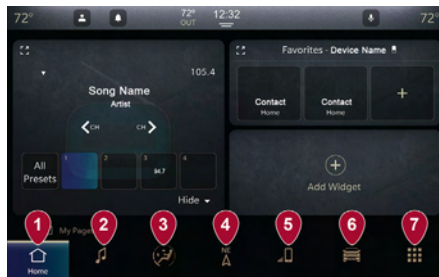 72° 72° OUT 12:32 72°
105.4
Song Name
Artist
CH CH
All Presets
1 2 3 4
94.7
Hide
Favorites - Device Name
Contact Home
Contact Home
+
Add Widget
My Pages
1 2 3 4 5 6 7
NE
Home